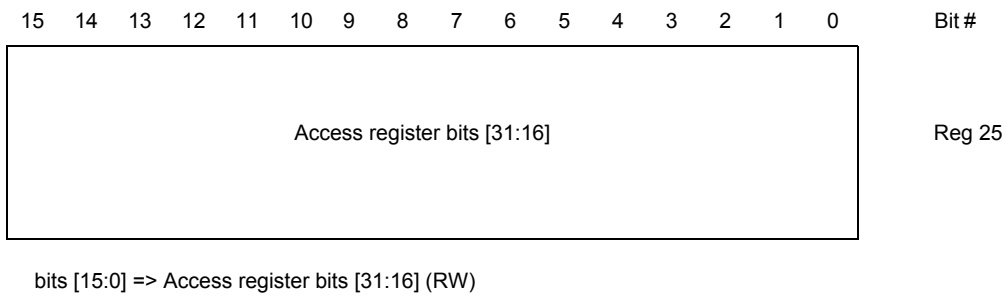 15 14 13 12 11 10 9 8 7 6 5 4 3 2 1 0 Bit #
Access register bits [31:16] Reg 25
bits [15:0] => Access register bits [31:16] (RW)